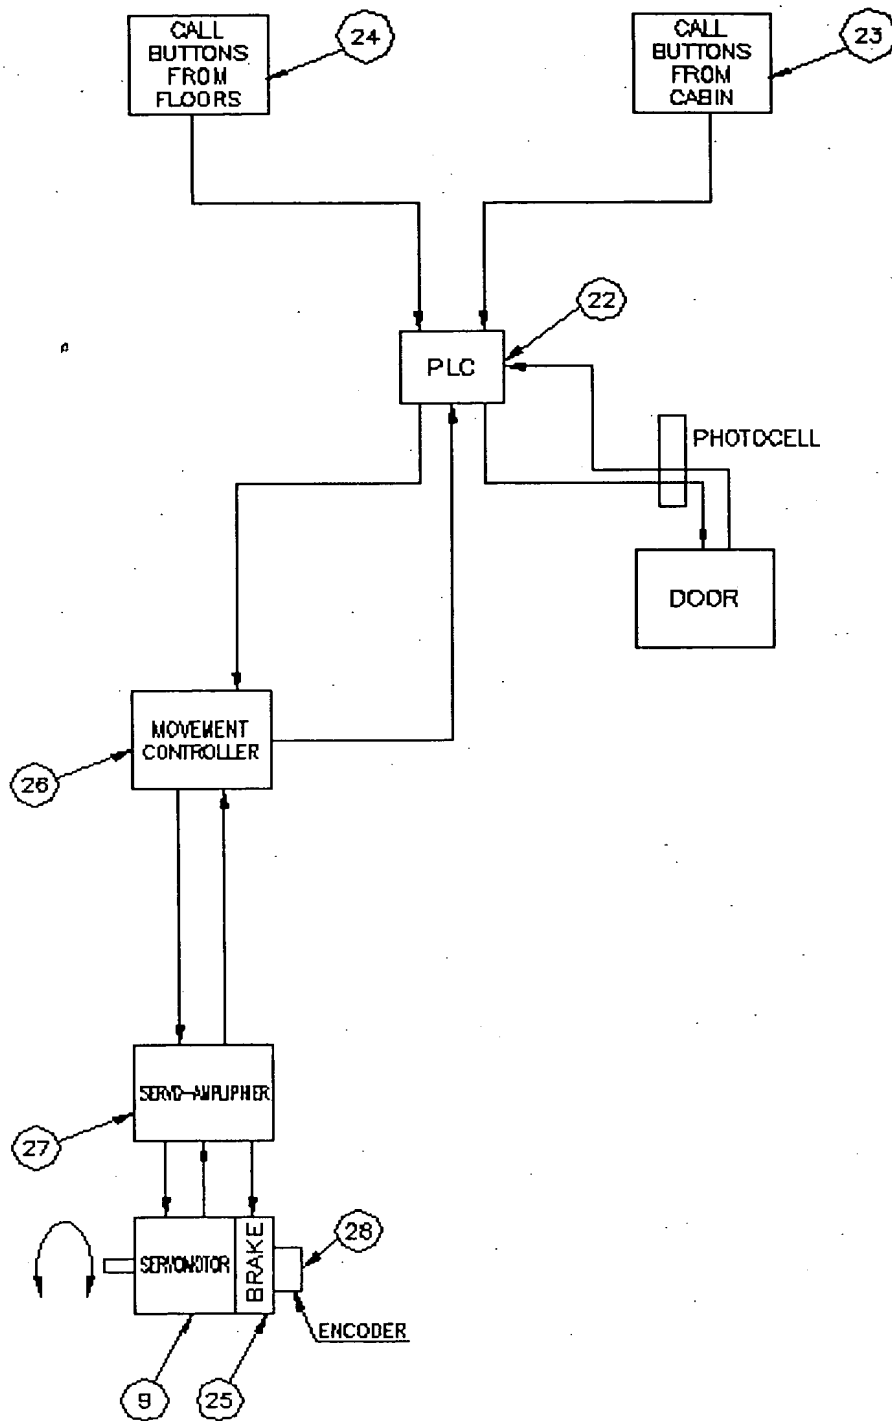 CALL
BUTTONS
FROM
FLOORS
24
CALL
BUTTONS
FROM
CABIN
23
22
PLC
PHOTOCELL
DOOR
MOVEMENT
CONTROLLER
26
SERVO-AMPLIPHIER
27
SERVOMOTOR
BRAKE
28
ENCODER
9
25